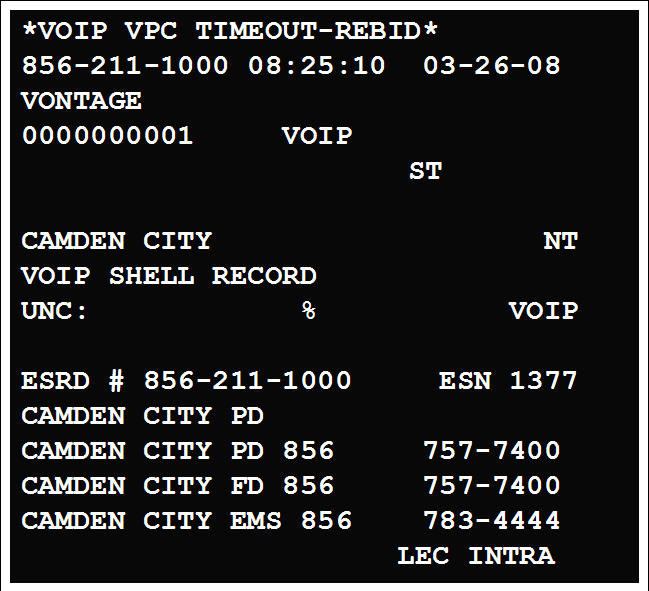 *VOIP VPC TIMEOUT-REBID*
856-211-1000 08:25:10 03-26-08
VONTAGE
0000000001 VOIP
ST
CAMDEN CITY NT
VOIP SHELL RECORD
UNC: % VOIP
ESRD # 856-211-1000 ESN 1377
CAMDEN CITY PD
CAMDEN CITY PD 856 757-7400
CAMDEN CITY FD 856 757-7400
CAMDEN CITY EMS 856 783-4444
LEC INTRA